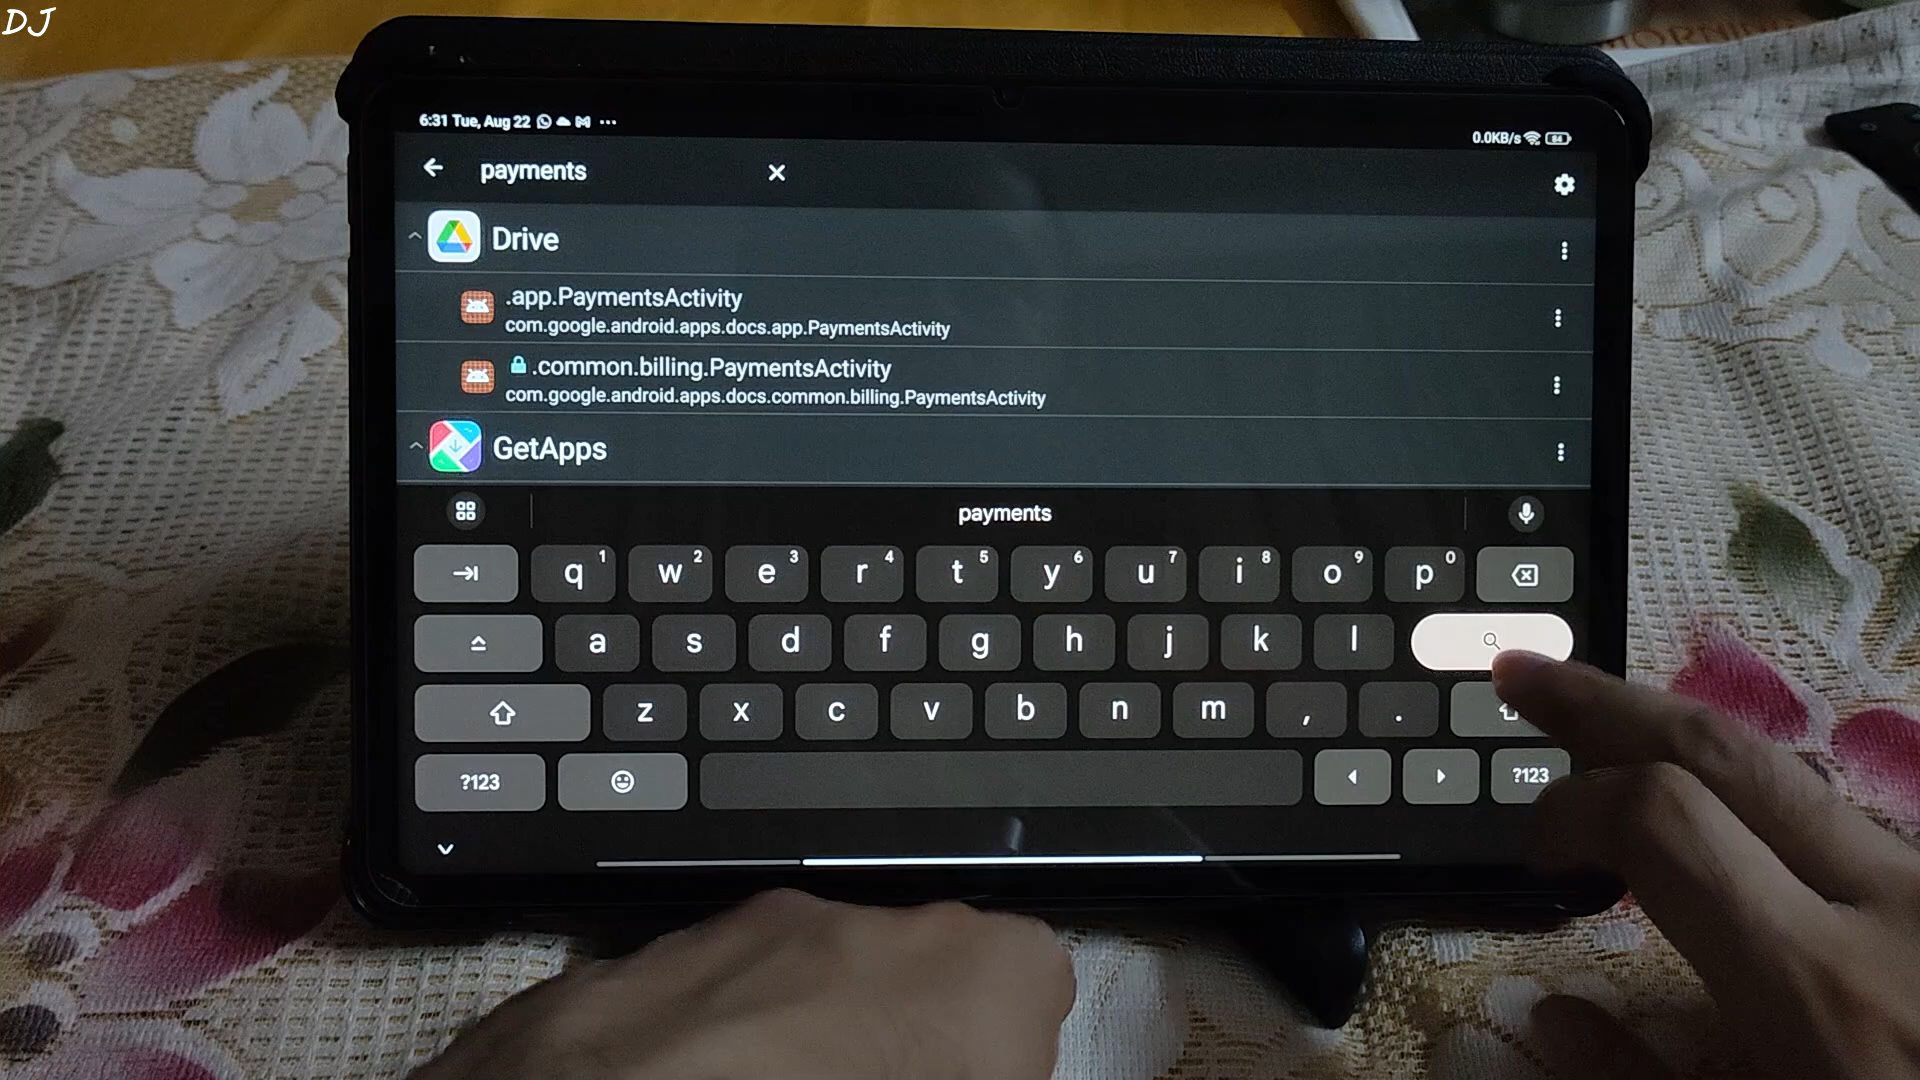 DJ
6:31 Tue, Aug 22 ...
0.0KB/s 84
payments
Drive
.app.PaymentsActivity
com.google.android.apps.docs.app.PaymentsActivity
.common.billing.PaymentsActivity
com.google.android.apps.docs.common.billing.PaymentsActivity
GetApps
payments
q 1 w 2 e 3 r 4 t 5 y 6 u 7 i 8 o 9 p 0
a s d f g h j k l
z x c v b n m , .
?123 ?123